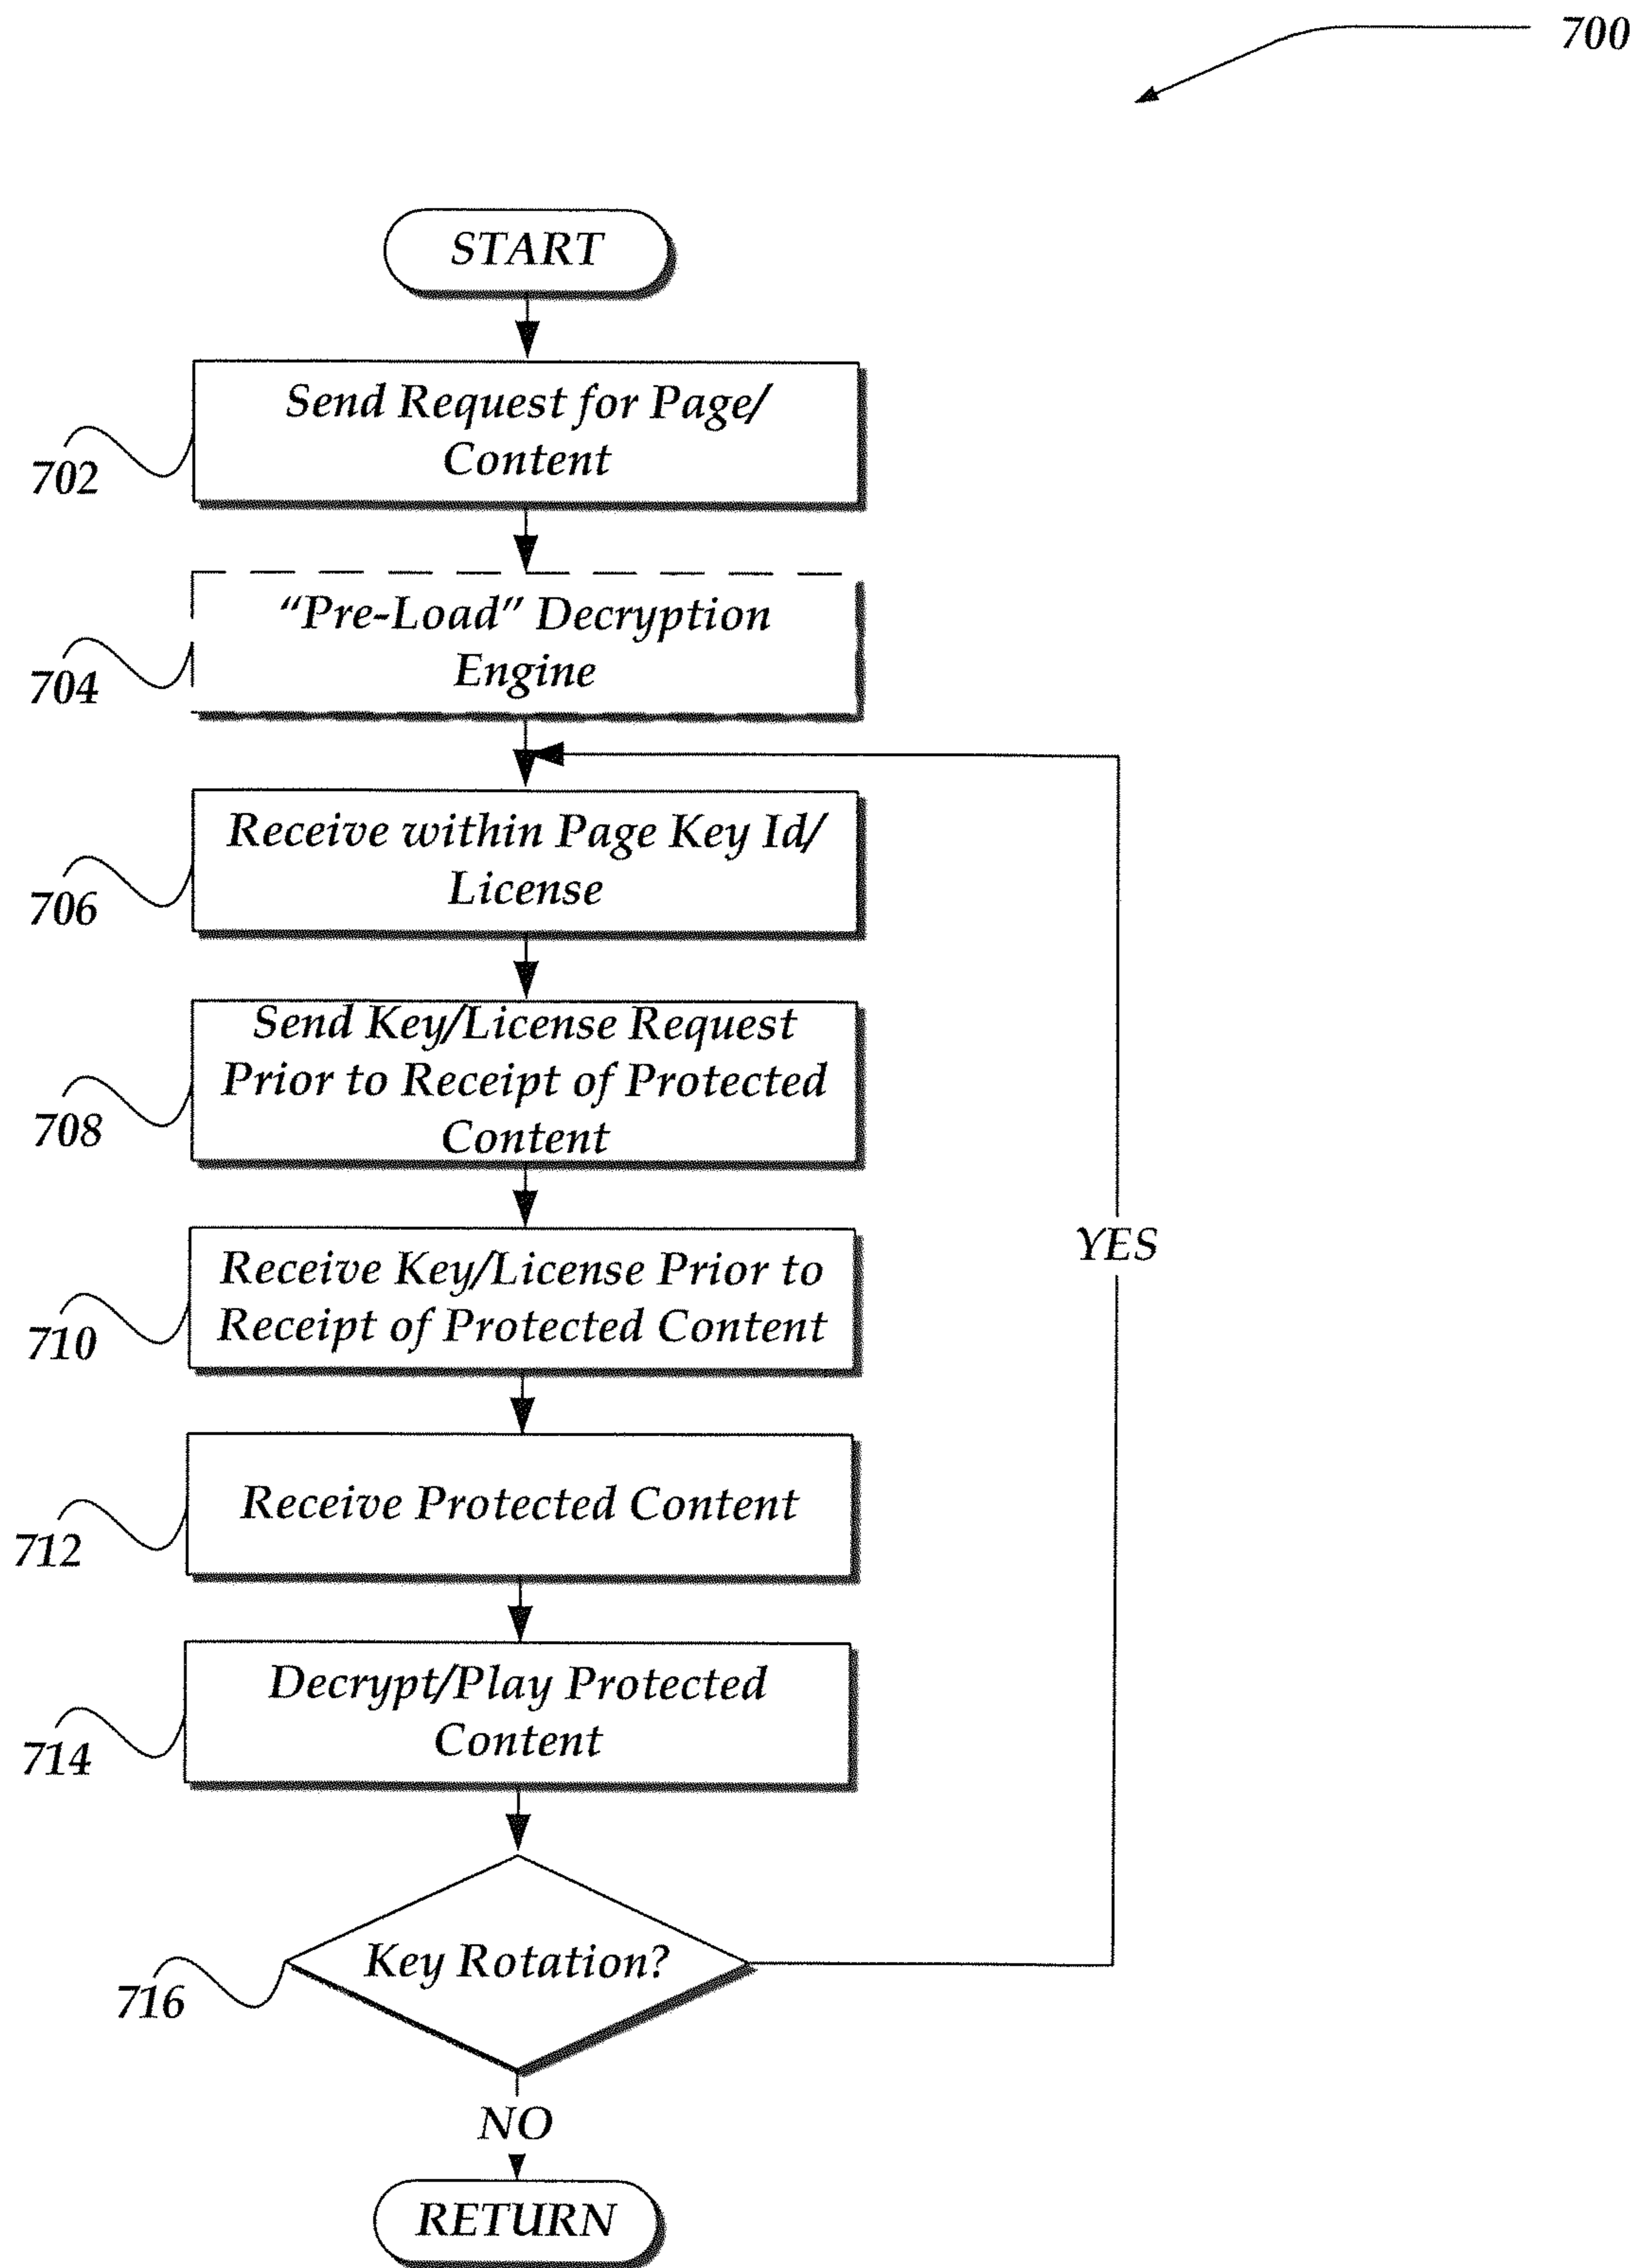 700
START
Send Request for Page/
Content
702
“Pre-Load” Decryption
Engine
704
Receive within Page Key Id/
License
706
Send Key/License Request
Prior to Receipt of Protected
Content
708
Receive Key/License Prior to
Receipt of Protected Content
710
YES
Receive Protected Content
712
Decrypt/Play Protected
Content
714
Key Rotation?
716
NO
RETURN